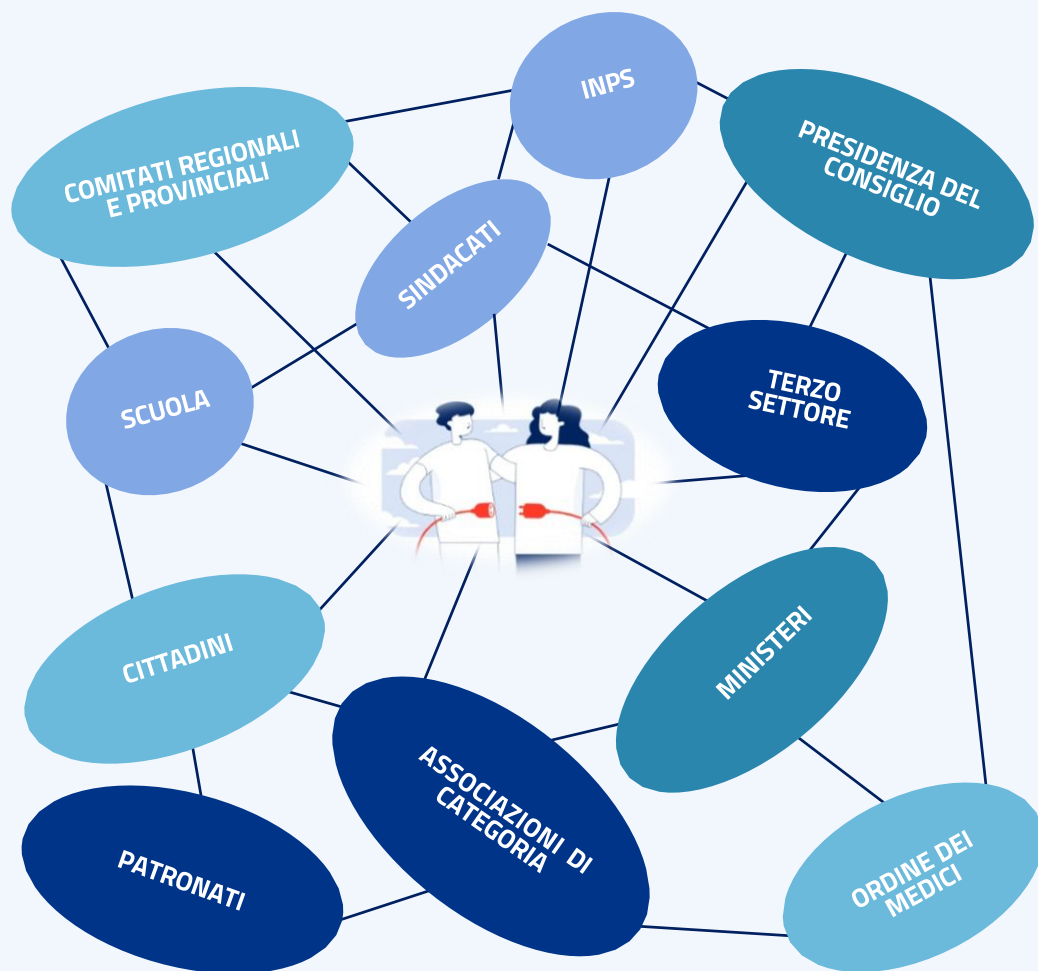 INPS
COMITATI REGIONALI
E PROVINCIALI
PRESIDENZA DEL
CONSIGLIO
SINDACATI
SCUOLA
TERZO
SETTORE
CITTADINI
MINISTERI
ASSOCIAZIONI DI
CATEGORIA
PATRONATI
ORDINE DEI
MEDICI